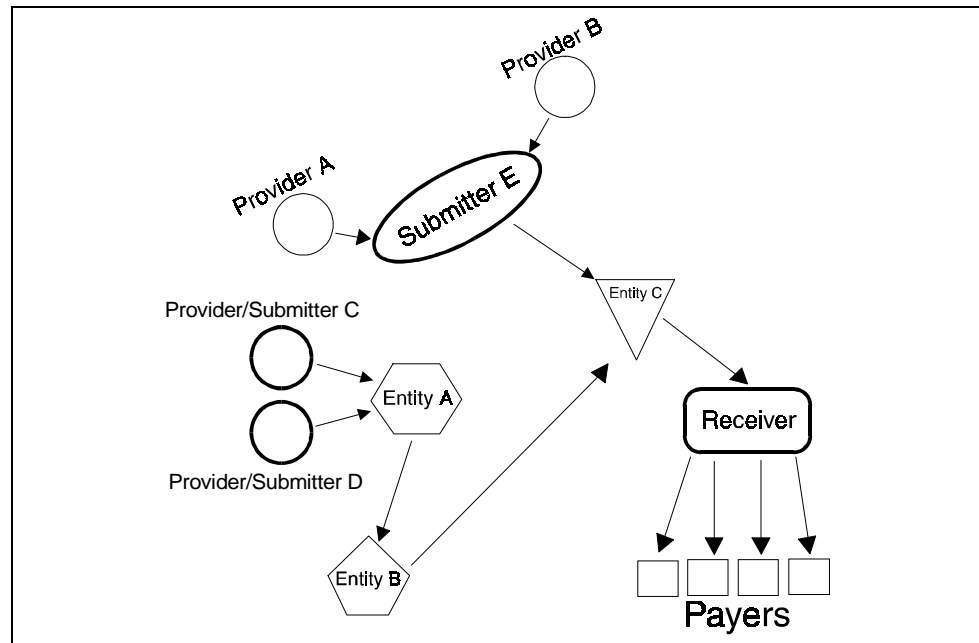 Provider B
Provider A
Submitter E
Entity C
Provider/Submitter C
Entity A
Receiver
Provider/Submitter D
Entity B
Payers